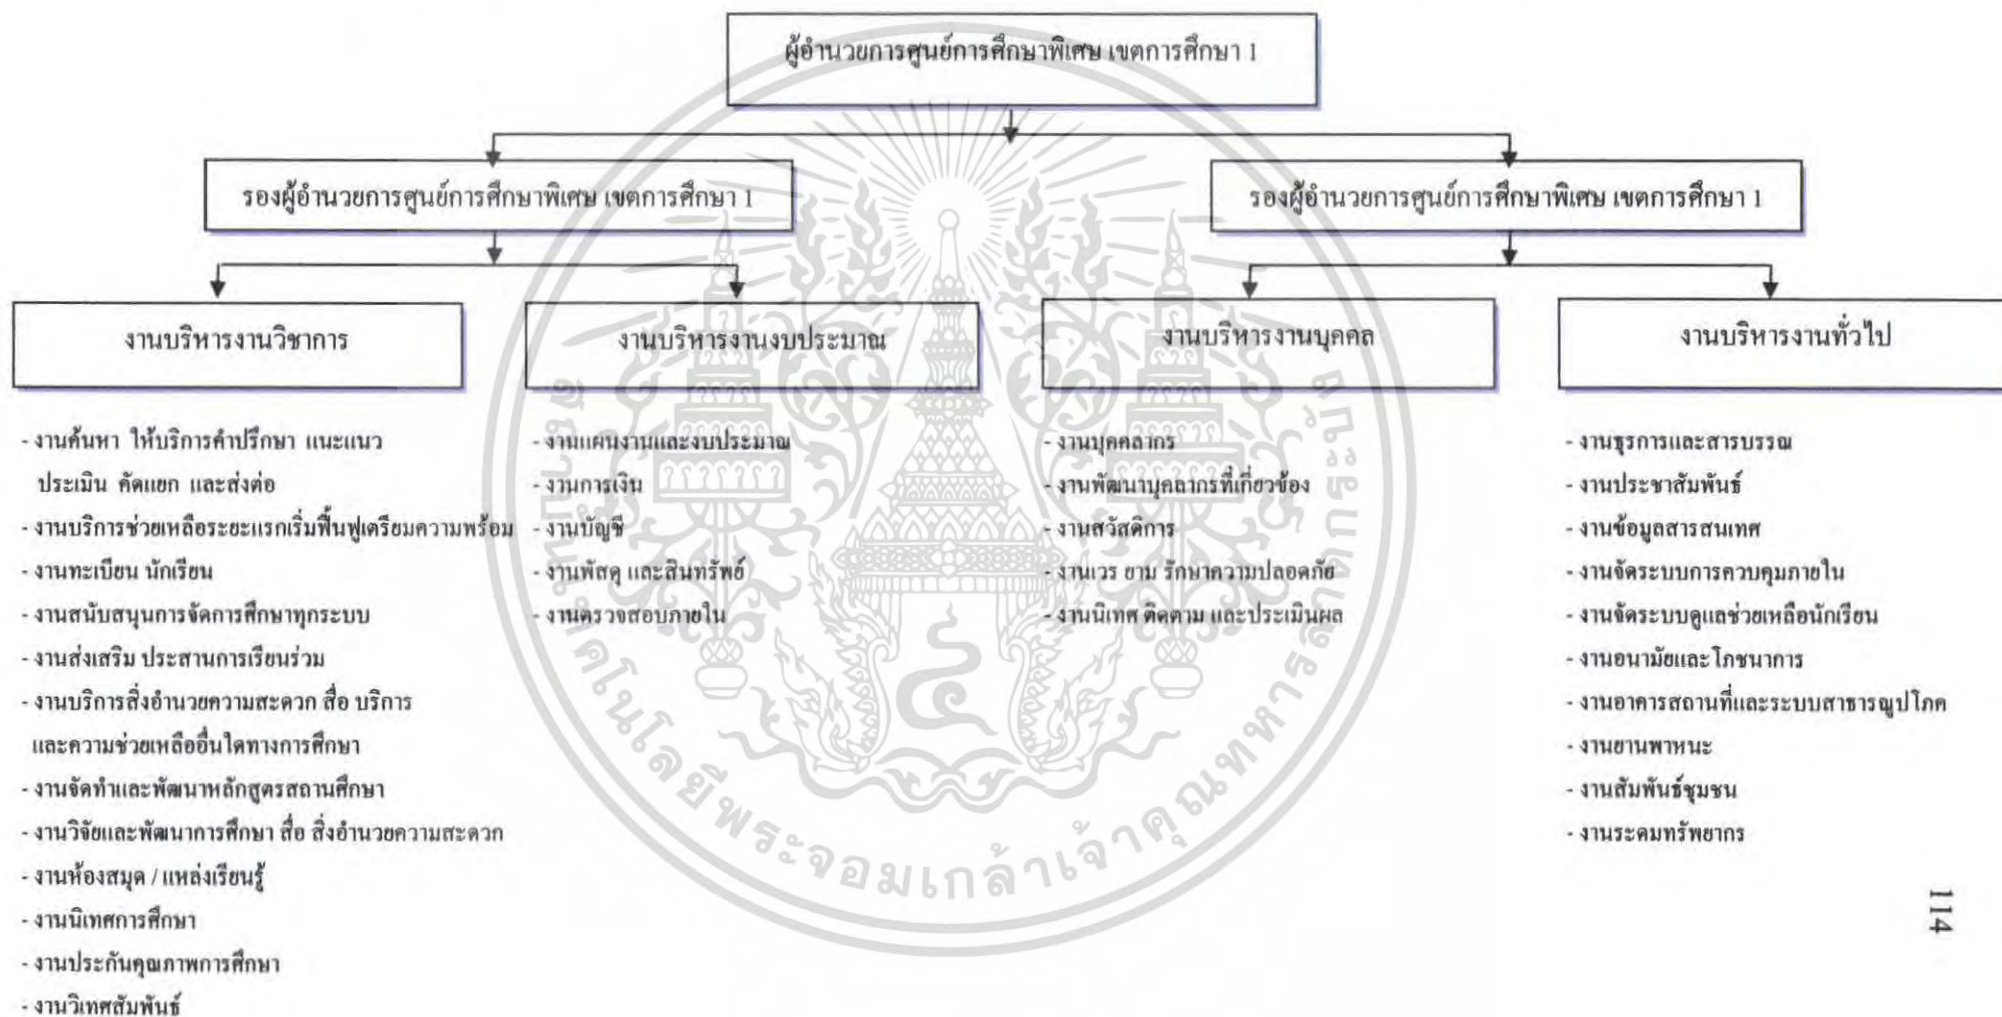 ผู้อำนวยการศูนย์การศึกษาพิเศษ เขตการศึกษา 1
รองผู้อำนวยการศูนย์การศึกษาพิเศษ เขตการศึกษา 1
รองผู้อำนวยการศูนย์การศึกษาพิเศษ เขตการศึกษา 1
งานบริหารงานวิชาการ
งานบริหารงานงบประมาณ
งานบริหารงานบุคคล
งานบริหารงานทั่วไป
- งานค้นหา ให้บริการคำปรึกษา แนะแนว
ประเมิน คัดแยก และส่งต่อ
- งานบริการช่วยเหลือระยะแรกเริ่มฟื้นฟูเตรียมความพร้อม
- งานทะเบียน นักเรียน
- งานสนับสนุนการจัดการศึกษาทุกระบบ
- งานส่งเสริม ประสานการเรียนร่วม
- งานบริการสิ่งอำนวยความสะดวก สื่อ บริการ
และความช่วยเหลืออื่นใดทางการศึกษา
- งานจัดทำและพัฒนาหลักสูตรสถานศึกษา
- งานวิจัยและพัฒนาการศึกษา สื่อ สิ่งอำนวยความสะดวก
- งานห้องสมุด / แหล่งเรียนรู้
- งานนิเทศการศึกษา
- งานประกันคุณภาพการศึกษา
- งานวิเทศสัมพันธ์
- งานแผนงานและงบประมาณ
- งานการเงิน
- งานบัญชี
- งานพัสดุ และสินทรัพย์
- งานตรวจสอบภายใน
- งานบุคคลากร
- งานพัฒนาบุคลากรที่เกี่ยวข้อง
- งานสวัสดิการ
- งานเวร ยาม รักษาความปลอดภัย
- งานนิเทศ ติดตาม และประเมินผล
- งานธุรการและสารบรรณ
- งานประชาสัมพันธ์
- งานข้อมูลสารสนเทศ
- งานจัดระบบการควบคุมภายใน
- งานจัดระบบดูแลช่วยเหลือนักเรียน
- งานอนามัยและโภชนาการ
- งานอาคารสถานที่และระบบสาธารณูปโภค
- งานยานพาหนะ
- งานสัมพันธ์ชุมชน
- งานระดมทรัพยากร
สถาบันเทคโนโลยีพระจอมเกล้าเจ้าคุณทหารลาดกระบัง
114